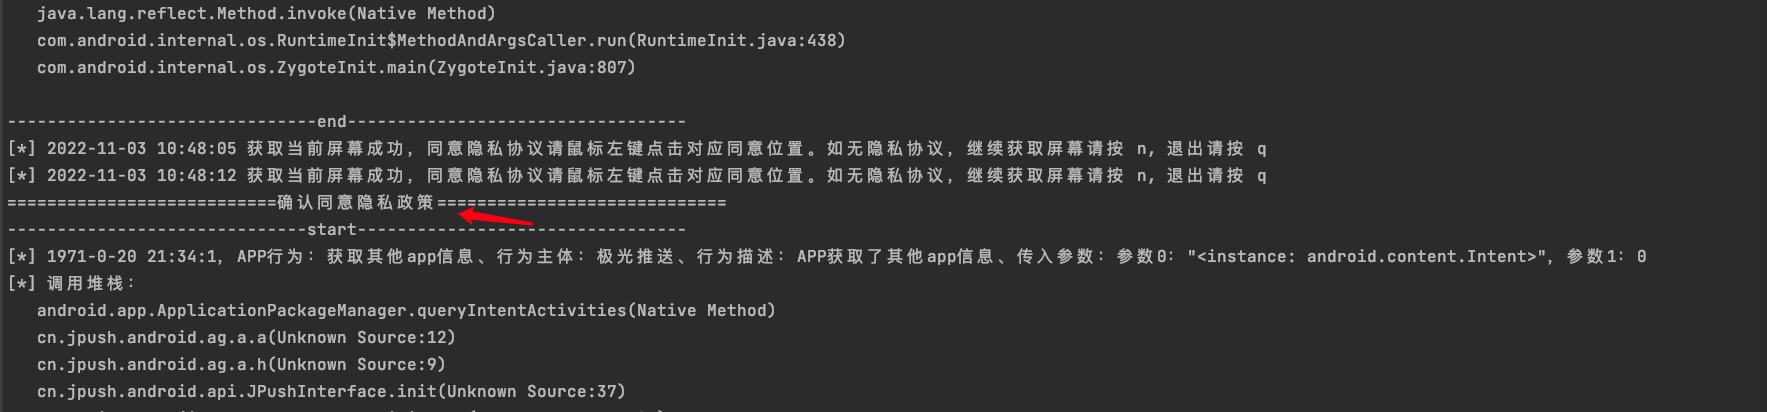 java.lang.reflect.Method.invoke(Native Method)
com.android.internal.os.RuntimeInit$MethodAndArgsCaller.run(RuntimeInit.java:438)
com.android.internal.os.ZygoteInit.main(ZygoteInit.java:807)
-------------------------------end----------------------------------
[*] 2022-11-03 10:48:05 获取当前屏幕成功，同意隐私协议请鼠标左键点击对应同意位置。如无隐私协议，继续获取屏幕请按 n, 退出请按 q
[*] 2022-11-03 10:48:12 获取当前屏幕成功，同意隐私协议请鼠标左键点击对应同意位置。如无隐私协议，继续获取屏幕请按 n, 退出请按 q
===========================确认同意隐私政策=============================
------------------------------start---------------------------------
[*] 1971-0-20 21:34:1, APP行为：获取其他app信息、行为主体：极光推送、行为描述：APP获取了其他app信息、传入参数：参数0："<instance: android.content.Intent>", 参数1：0
[*] 调用堆栈：
android.app.ApplicationPackageManager.queryIntentActivities(Native Method)
cn.jpush.android.ag.a.a(Unknown Source:12)
cn.jpush.android.ag.a.h(Unknown Source:9)
cn.jpush.android.api.JPushInterface.init(Unknown Source:37)